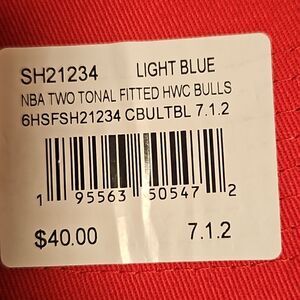 SH21234 LIGHT BLUE
NBA TWO TONAL FITTED HWC BULLS
6HSFSH21234 CBULTBL 7.1.2
1 95563 50547 2
$40.00 7.1.2